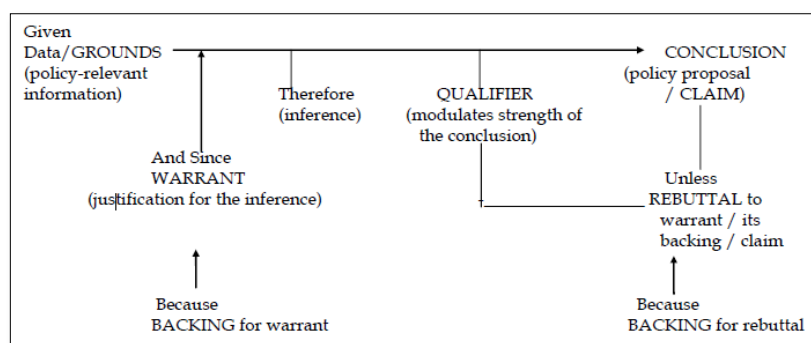 Given
Data/GROUNDS
(policy-relevant
information)
Therefore
(inference)
QUALIFIER
(modulates strength of
the conclusion)
CONCLUSION
(policy proposal
/ CLAIM)
And Since
WARRANT
(justification for the inference)
Unless
REBUTTAL to
warrant / its
backing / claim
Because
BACKING for warrant
Because
BACKING for rebuttal